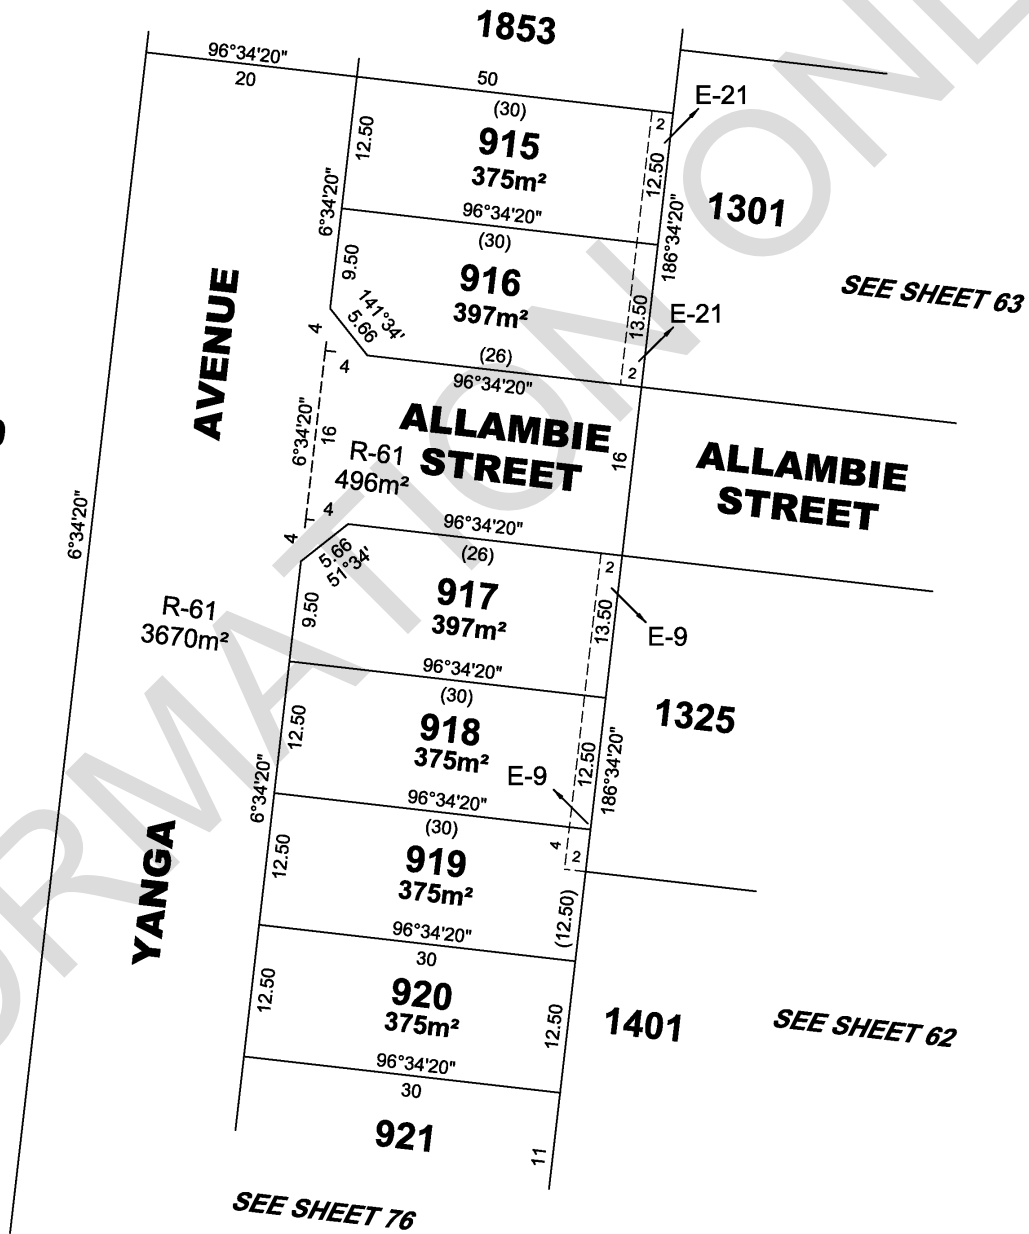 1853
96°34'20"
20
50
(30)
2
E-21
12.50
915
375m²
12.50
6°34'20"
96°34'20"
186°34'20"
1301
(30)
9.50
916
397m²
SEE SHEET 63
141°34'
5.66
13.50
E-21
4
4
(26)
2
96°34'20"
AVENUE
6°34'20"
16
ALLAMBIE
STREET
R-61
496m²
16
ALLAMBIE
STREET
4
4
96°34'20"
6°34'20"
5.66
51°34'
(26)
2
9.50
917
397m²
13.50
E-9
R-61
3670m²
96°34'20"
(30)
12.50
918
375m²
12.50
1325
186°34'20"
E-9
6°34'20"
96°34'20"
(30)
4
2
12.50
919
375m²
(12.50)
YANGA
96°34'20"
30
12.50
920
375m²
12.50
1401
SEE SHEET 62
96°34'20"
30
921
11
SEE SHEET 76